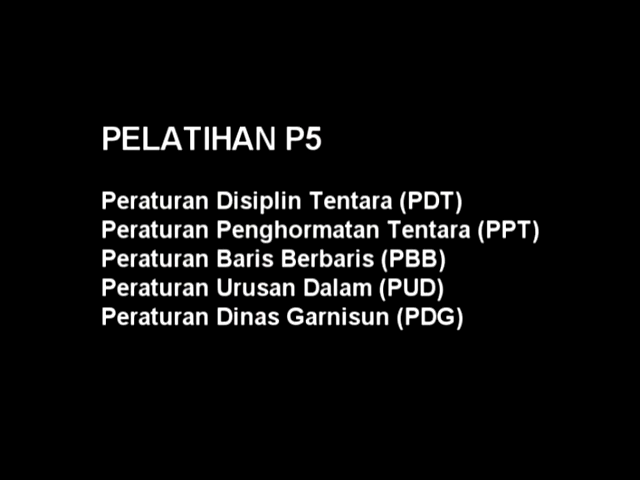 PELATIHAN P5
Peraturan Disiplin Tentara (PDT)
Peraturan Penghormatan Tentara (PPT)
Peraturan Baris Berbaris (PBB)
Peraturan Urusan Dalam (PUD)
Peraturan Dinas Garnisun (PDG)